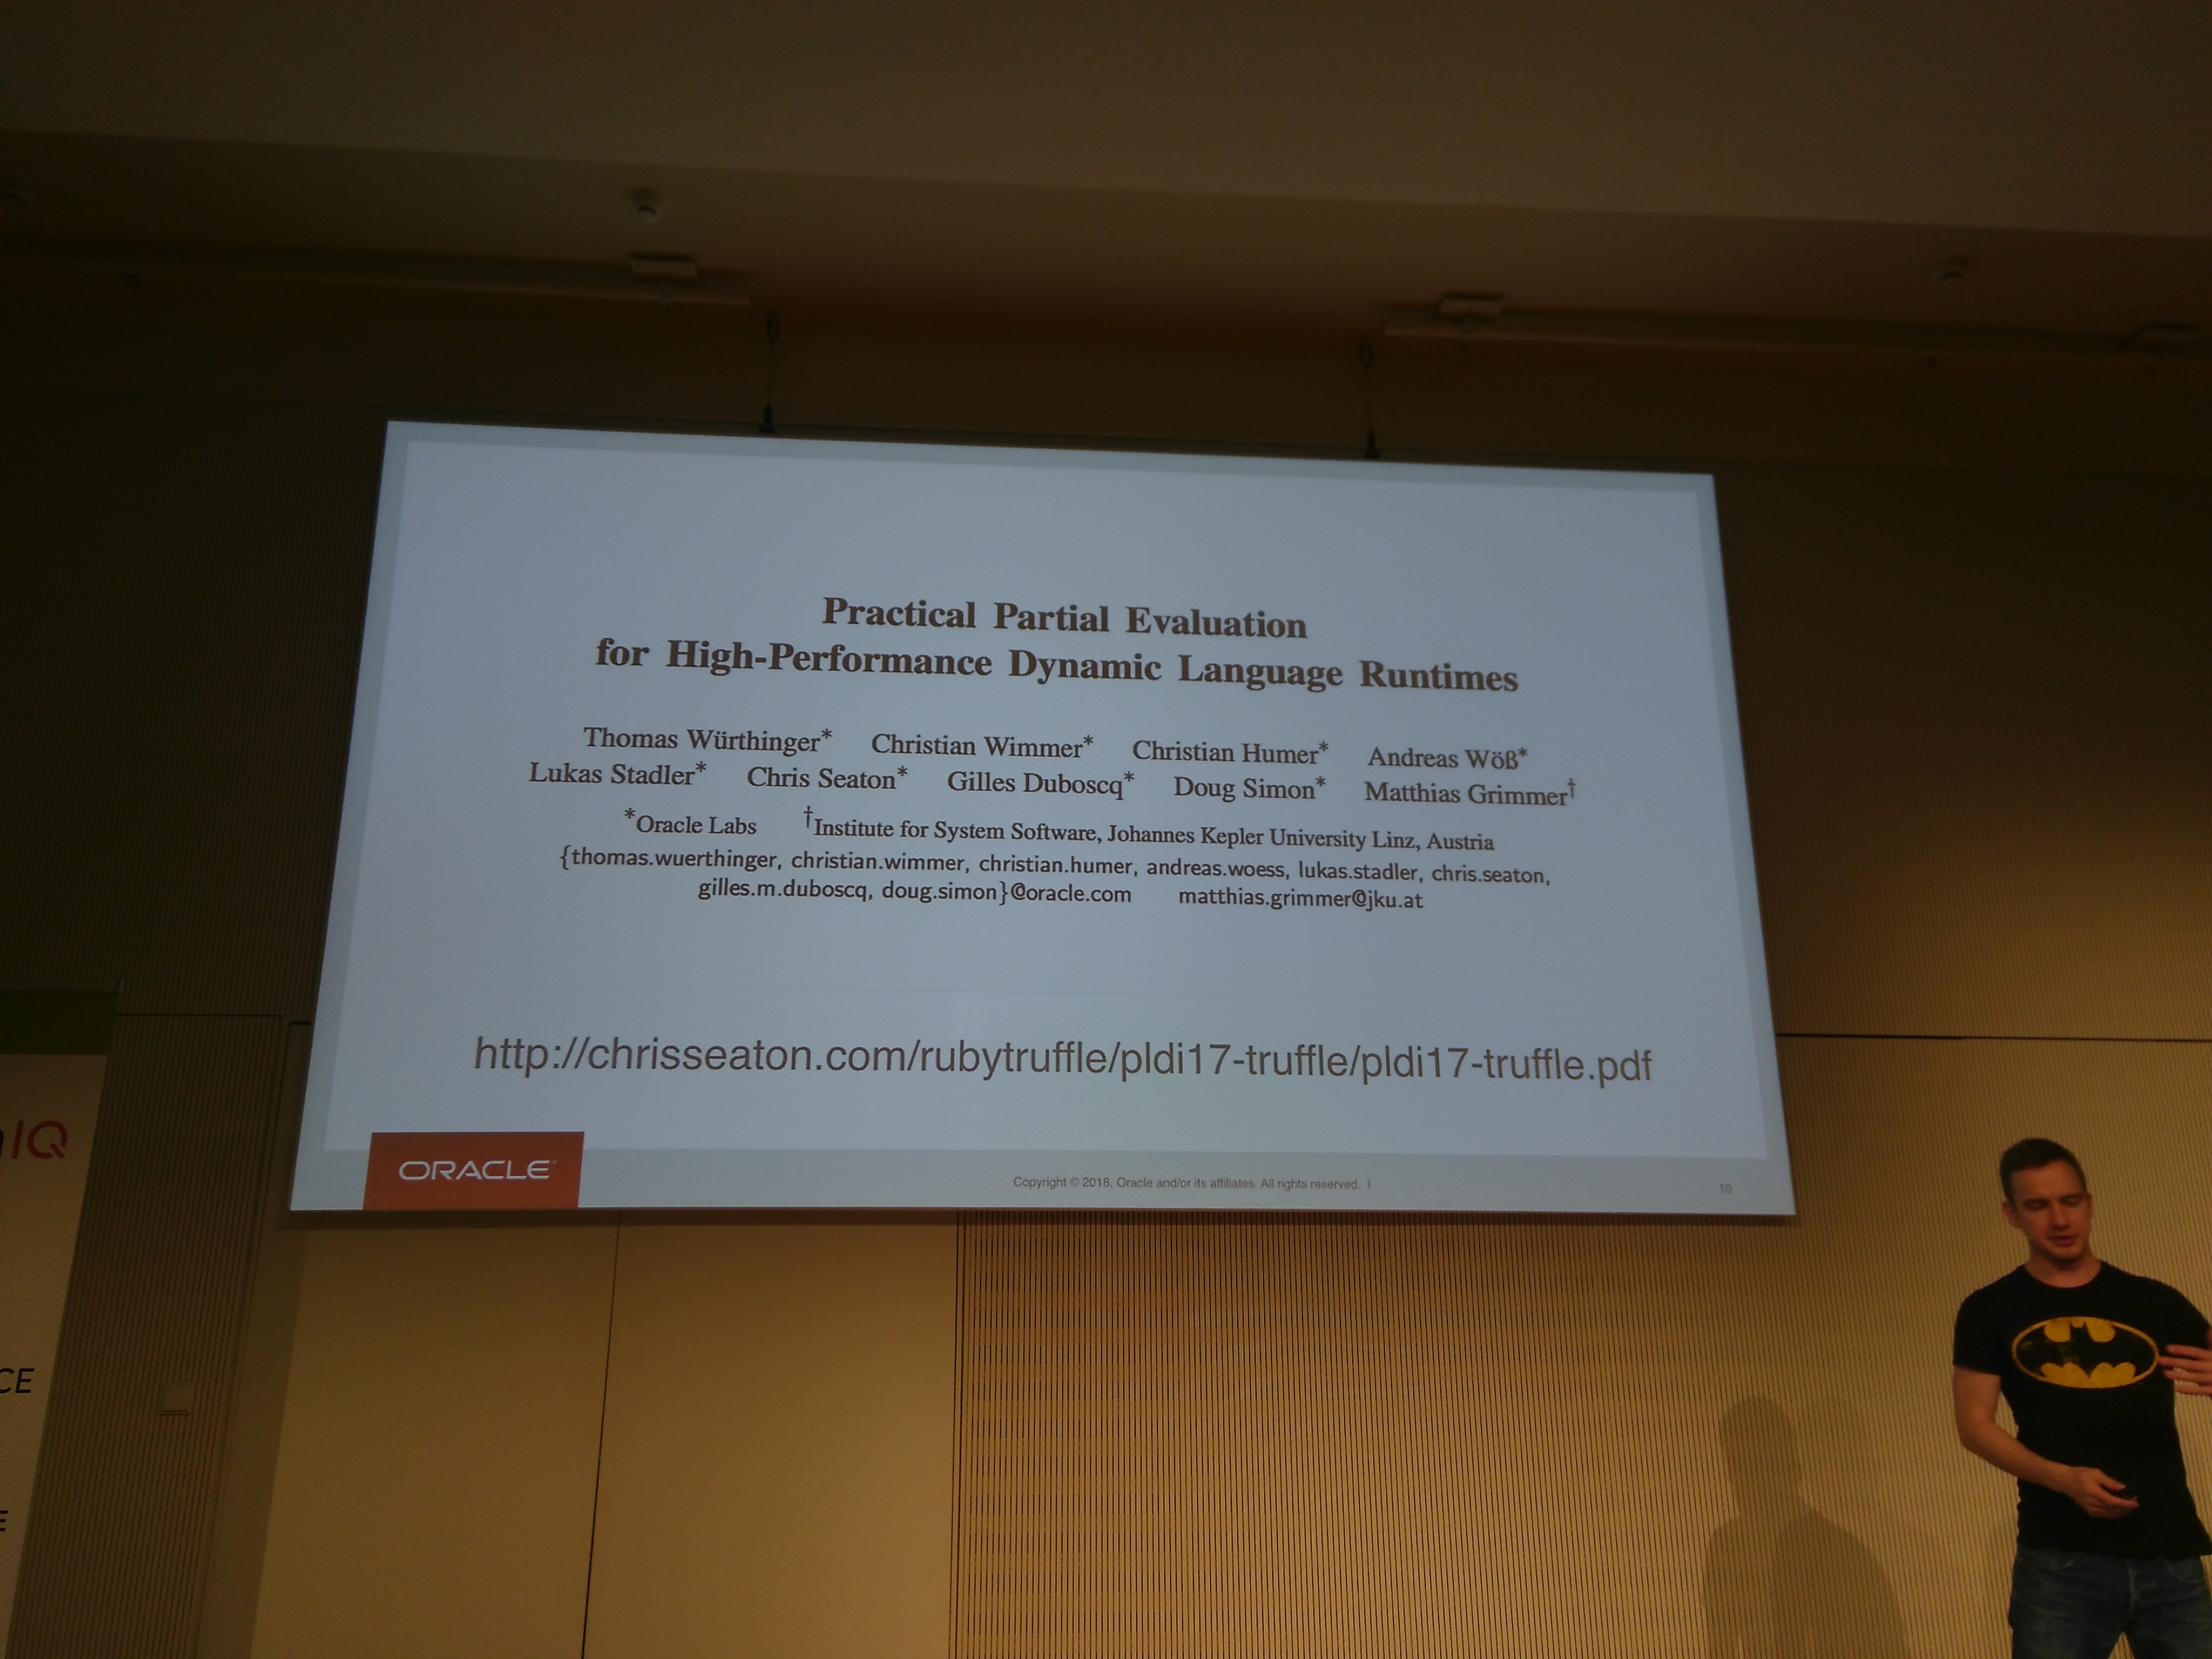 Practical Partial Evaluation
for High-Performance Dynamic Language Runtimes
Thomas Würthinger* Christian Wimmer* Christian Humer* Andreas Wöß*
Lukas Stadler* Chris Seaton* Gilles Duboscq* Doug Simon* Matthias Grimmer†
*Oracle Labs †Institute for System Software, Johannes Kepler University Linz, Austria
{thomas.wuerthinger, christian.wimmer, christian.humer, andreas.woess, lukas.stadler, chris.seaton,
gilles.m.duboscq, doug.simon}@oracle.com matthias.grimmer@jku.at
http://chrisseaton.com/rubytruffle/pldi17-truffle/pldi17-truffle.pdf
ORACLE
Copyright © 2018, Oracle and/or its affiliates. All rights reserved. |
10
IQ
CE
E